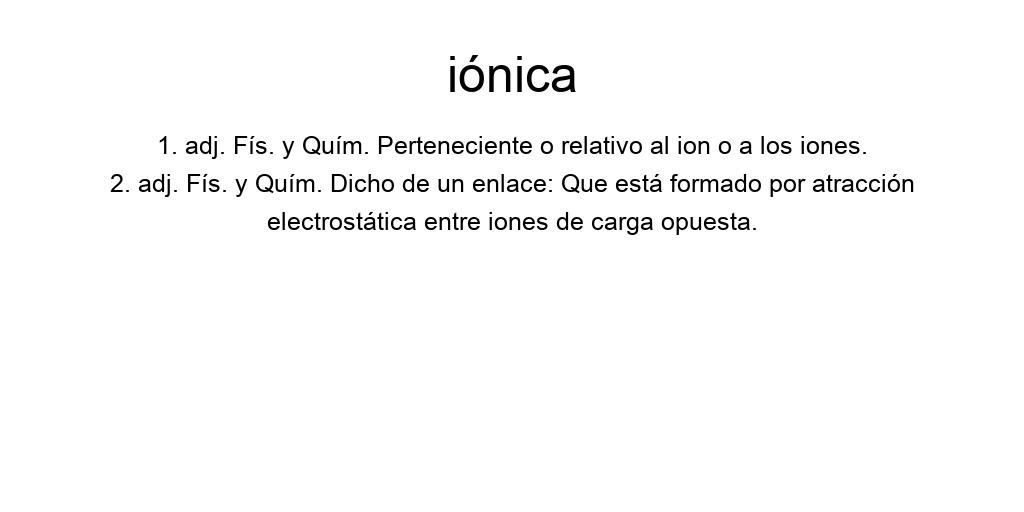 iónica
1. adj. Fís. y Quím. Perteneciente o relativo al ion o a los iones.
2. adj. Fís. y Quím. Dicho de un enlace: Que está formado por atracción
electrostática entre iones de carga opuesta.